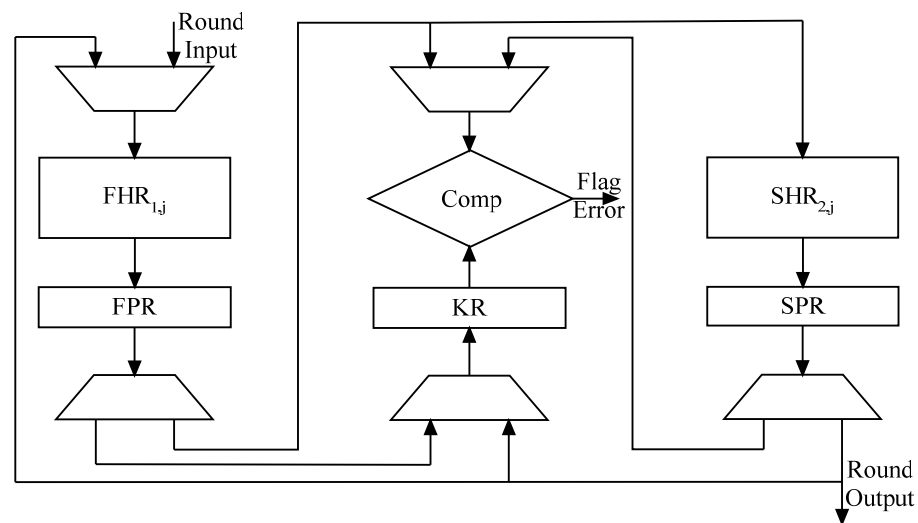 Round
Input
FHR1,j
Flag
Comp
Error
SHR2,j
FPR
KR
SPR
Round
Output